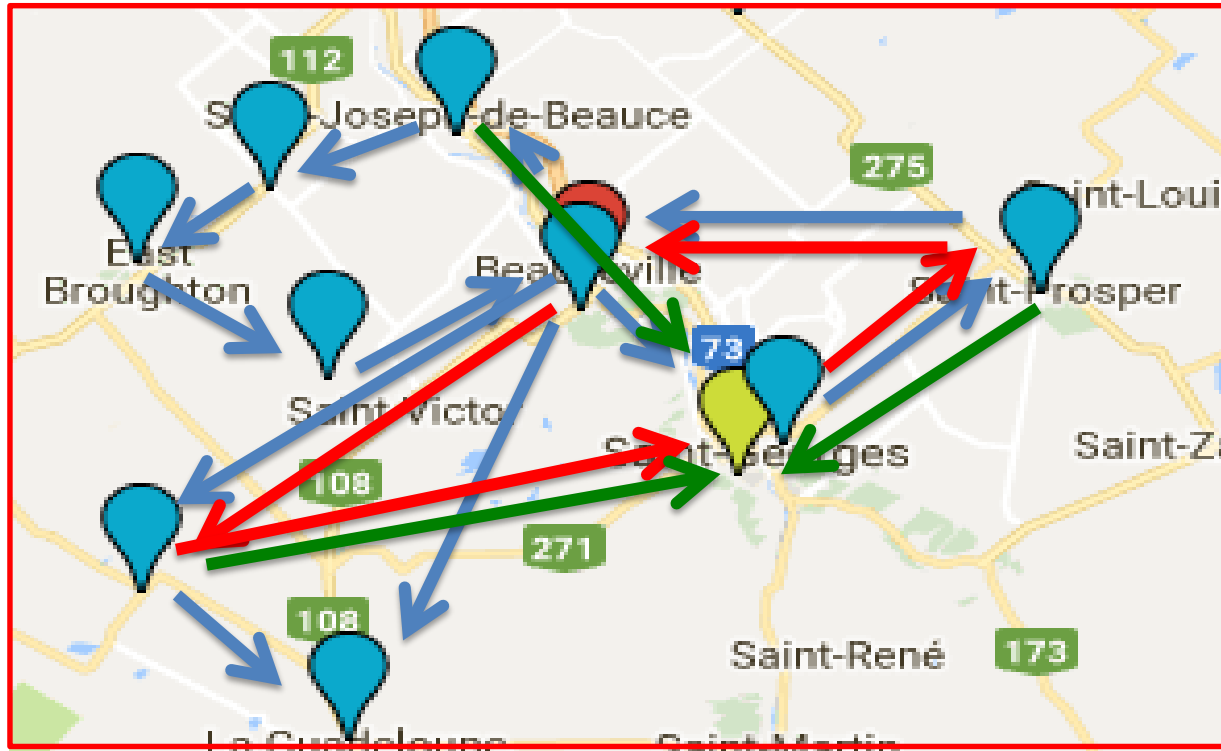 112
Saint-Joseph-de-Beauce
275
Saint-Loui
East
Broughton
Beauceville
Saint-Prosper
73
Saint-Victor
Saint-Georges
Saint-Za
108
271
108
Saint-René
173
La Guadeloupe
Saint-Martin